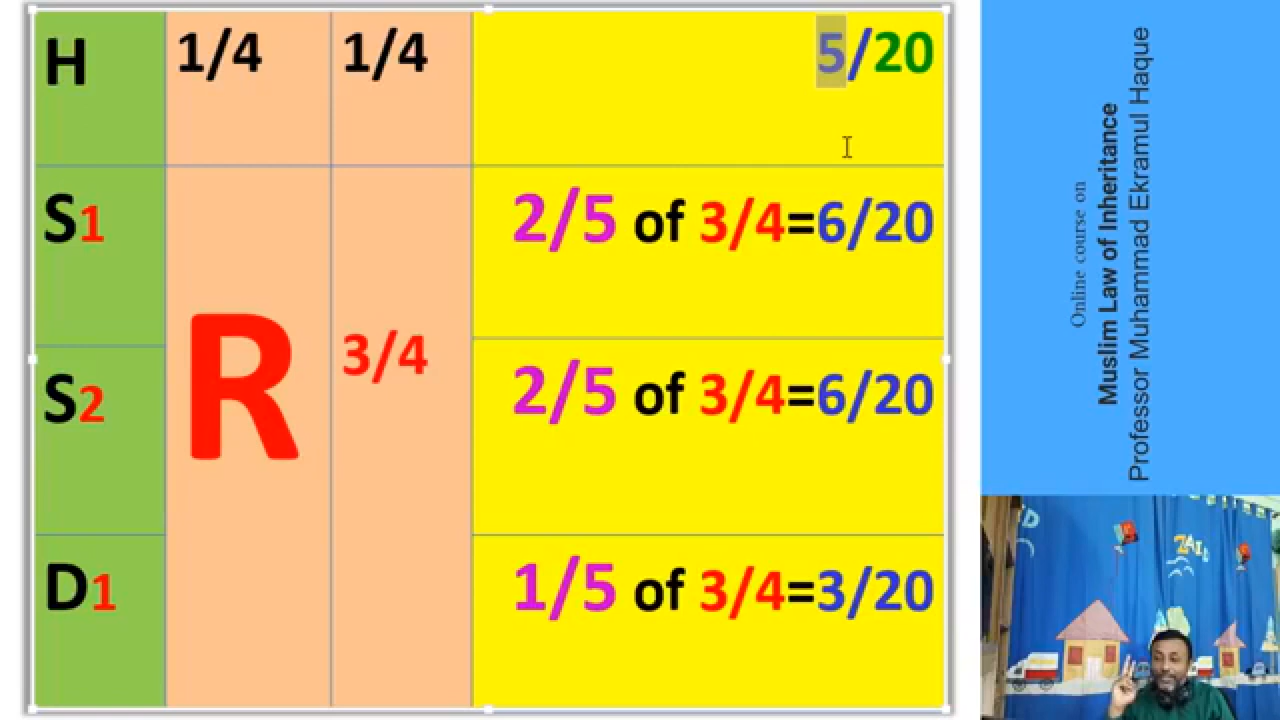 H 1/4 1/4 5/20
S1 2/5 of 3/4=6/20
R 3/4
S2 2/5 of 3/4=6/20
D1 1/5 of 3/4=3/20
Online course on
Muslim Law of Inheritance
Professor Muhammad Ekramul Haque
ZAID